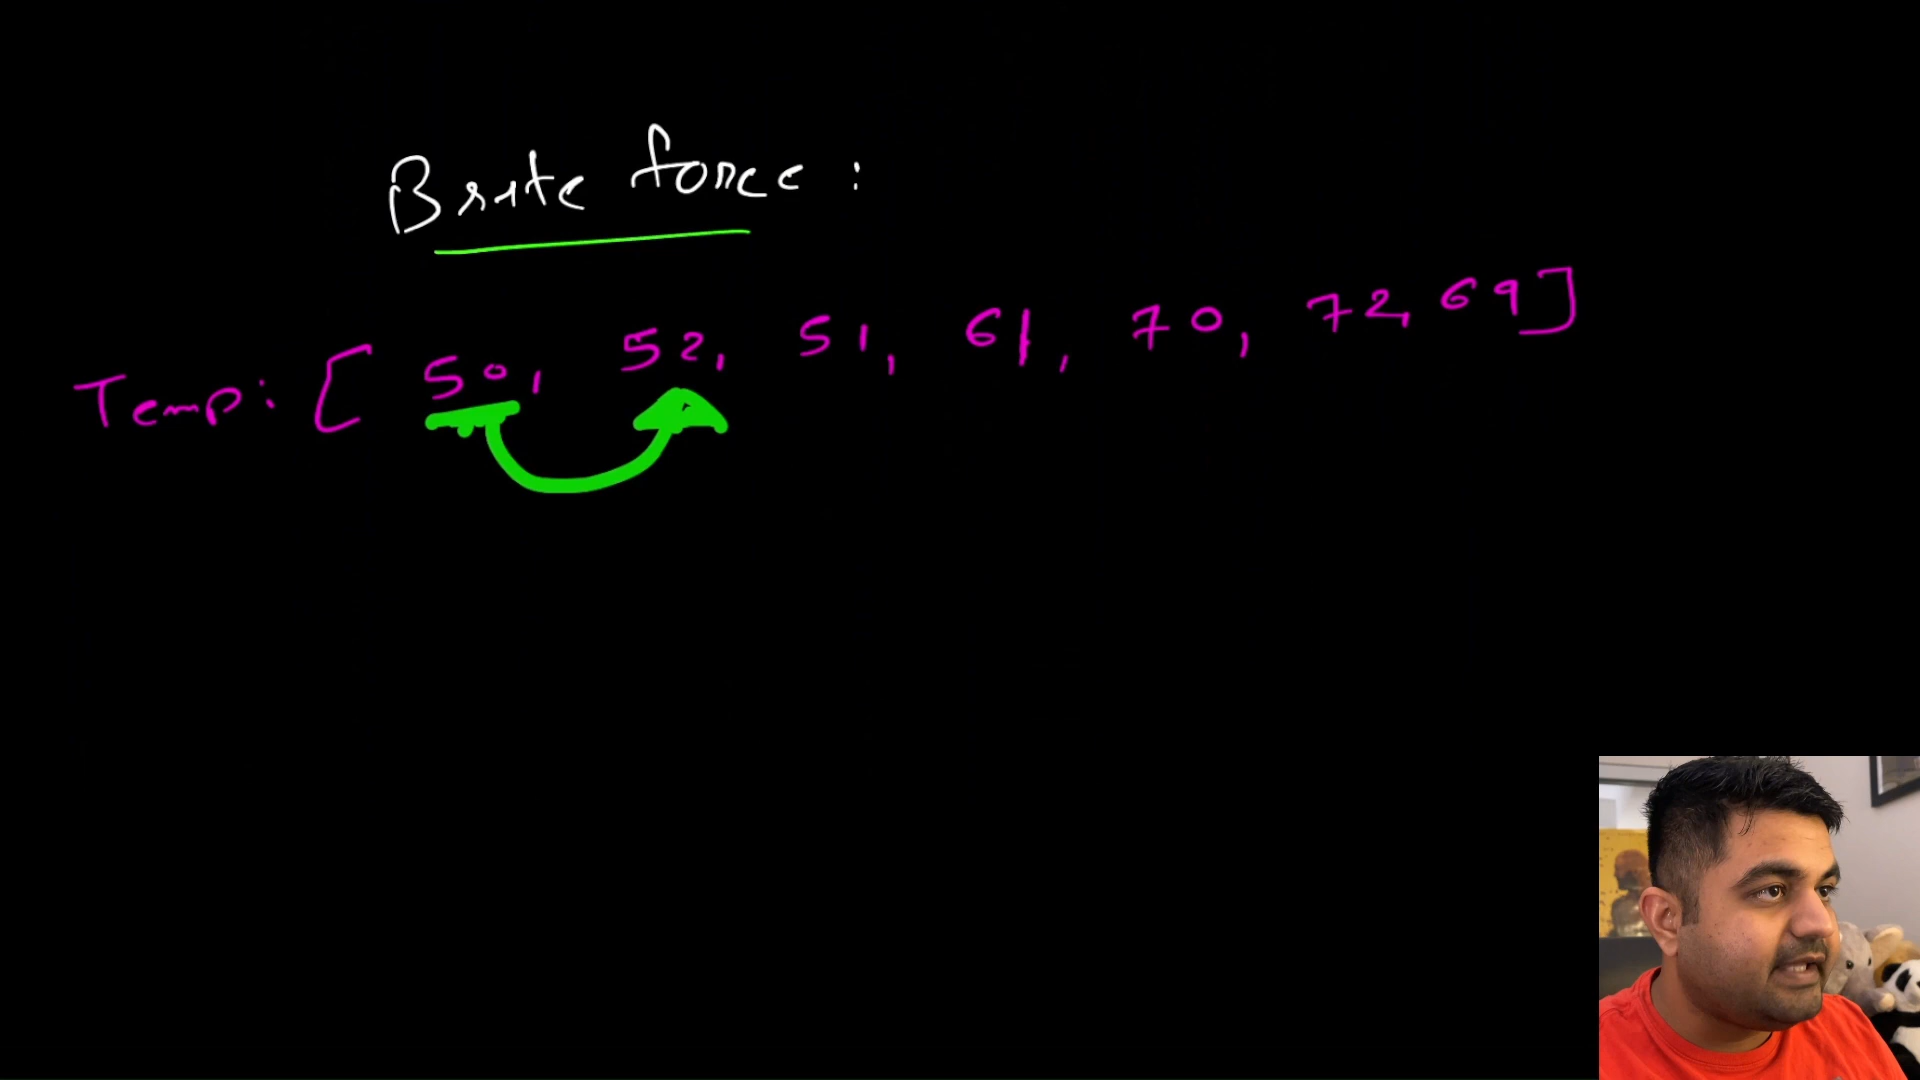 Brute force :
Temp: [ 50, 52, 51, 61, 70, 72, 69]